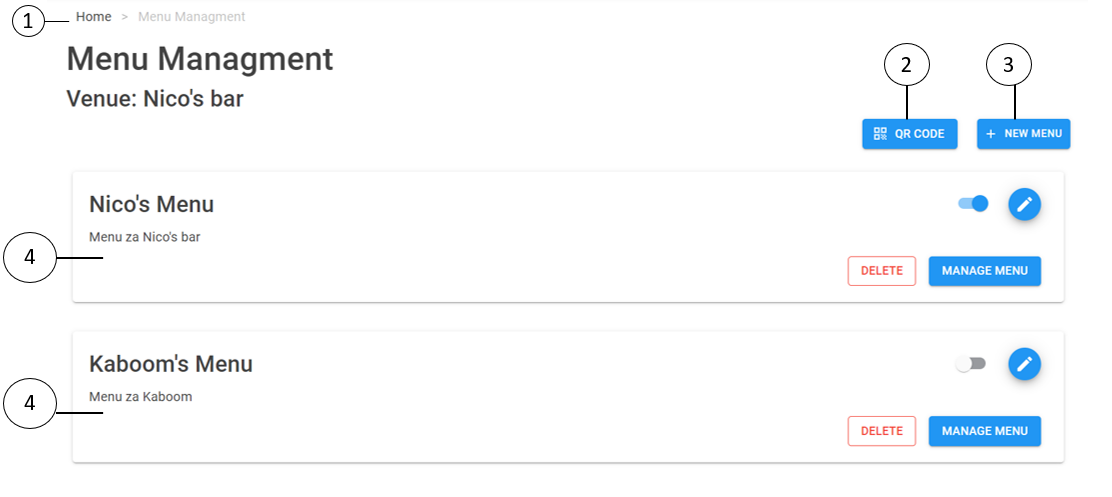 1
Home > Menu Managment
Menu Managment
Venue: Nico's bar
2
3
QR CODE
+ NEW MENU
Nico's Menu
Menu za Nico's bar
4
DELETE
MANAGE MENU
Kaboom's Menu
Menu za Kaboom
4
DELETE
MANAGE MENU